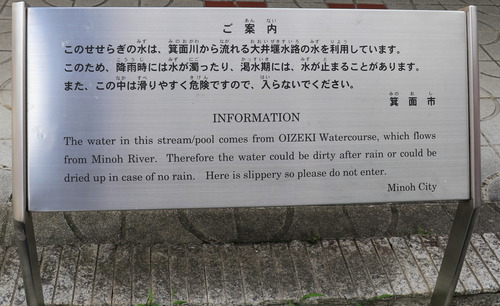 ご案内
このせせらぎの水は、箕面川から流れる大井堰水路の水を利用しています。
このため、降雨時には水が濁ったり、渇水期には、水が止まることがあります。
また、この中は滑りやすく危険ですので、入らないでください。
箕面市
INFORMATION
The water in this stream/pool comes from OIZEKI Watercourse, which flows
from Minoh River. Therefore the water could be dirty after rain or could be
dried up in case of no rain. Here is slippery so please do not enter.
Minoh City